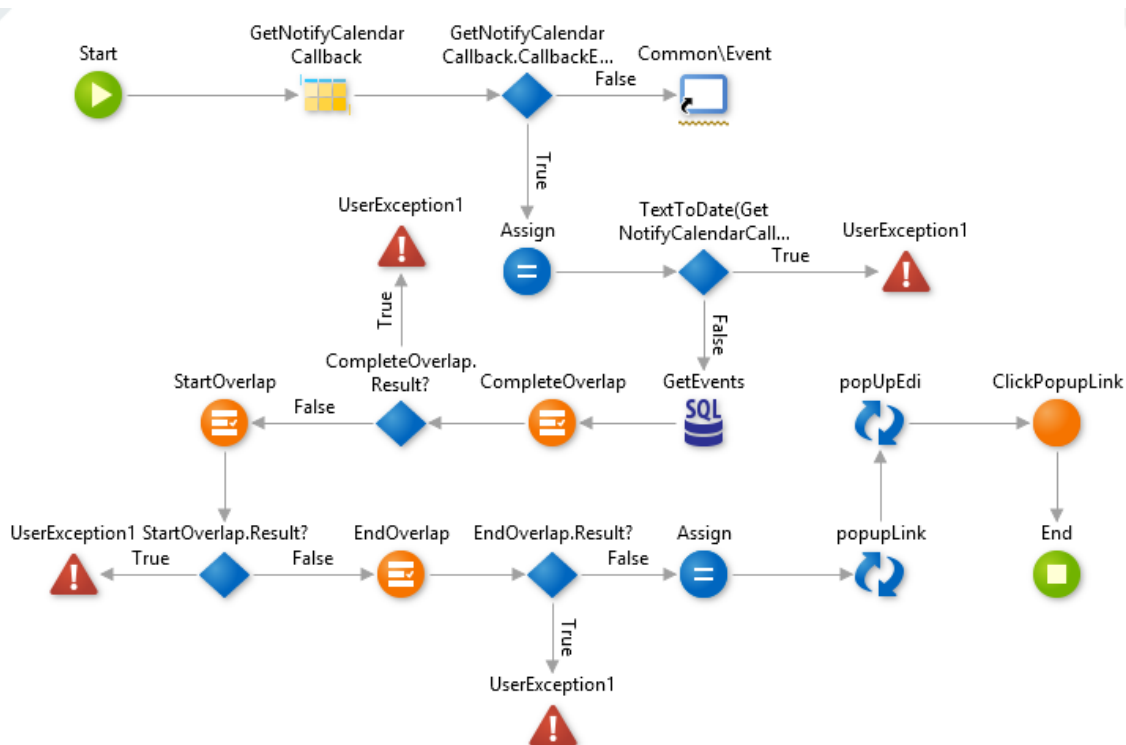 Start
GetNotifyCalendar
Callback
GetNotifyCalendar
Callback.CallbackE...
False
Common\Event
True
UserException1
Assign
TextToDate(Get
NotifyCalendarCall...
True
UserException1
True
False
StartOverlap
False
CompleteOverlap.
Result?
CompleteOverlap
GetEvents
SQL
popUpEdi
ClickPopupLink
UserException1
True
StartOverlap.Result?
False
EndOverlap
EndOverlap.Result?
False
Assign
popupLink
End
True
UserException1